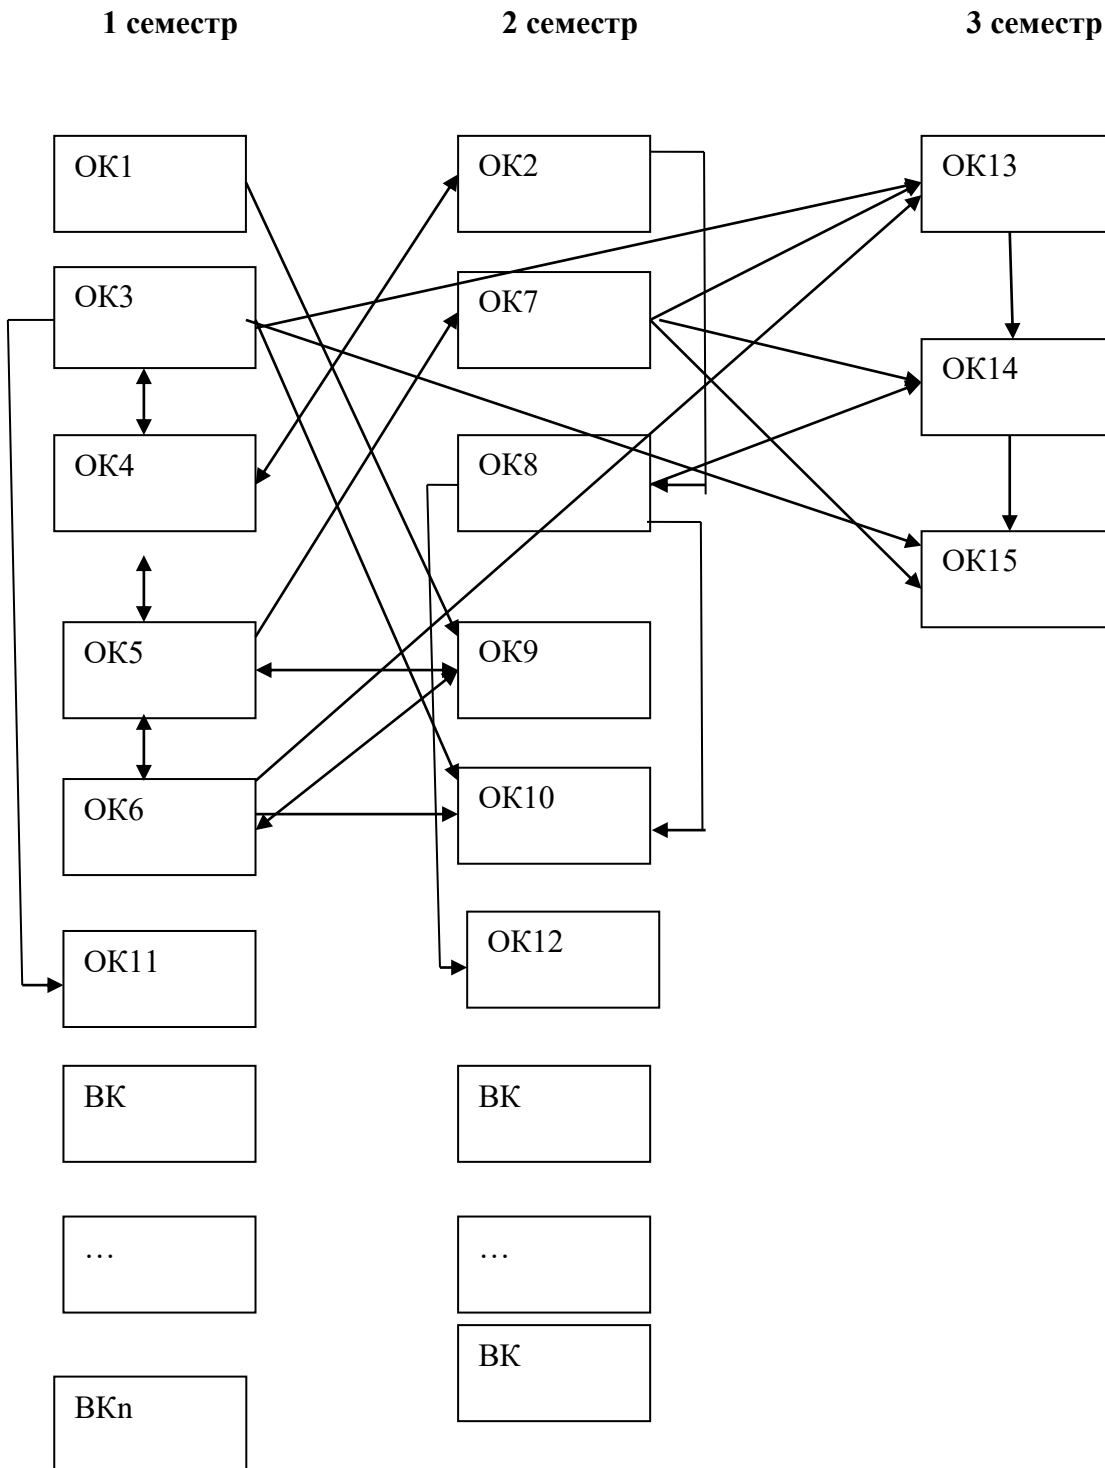 1 семестр 2 семестр 3 семестр
ОК1 ОК2 ОК13
ОК3 ОК7
ОК14
ОК4 ОК8
ОК15
ОК5 ОК9
ОК6 ОК10
ОК11 ОК12
ВК ВК
… …
ВК
ВКn